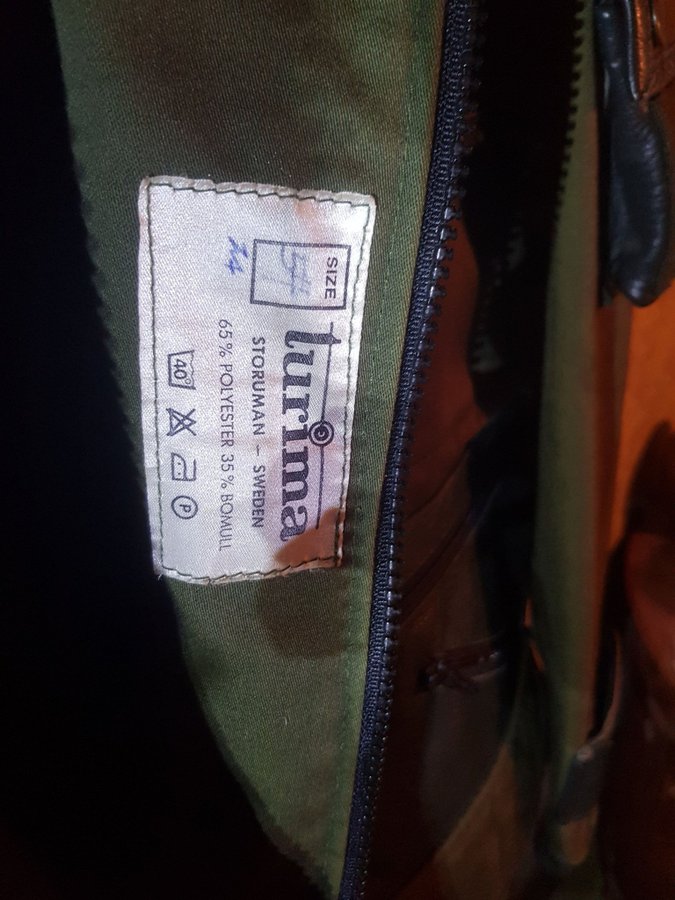 SIZE
turima
STORUMAN – SWEDEN
65% POLYESTER 35% BOMULL
40°
P